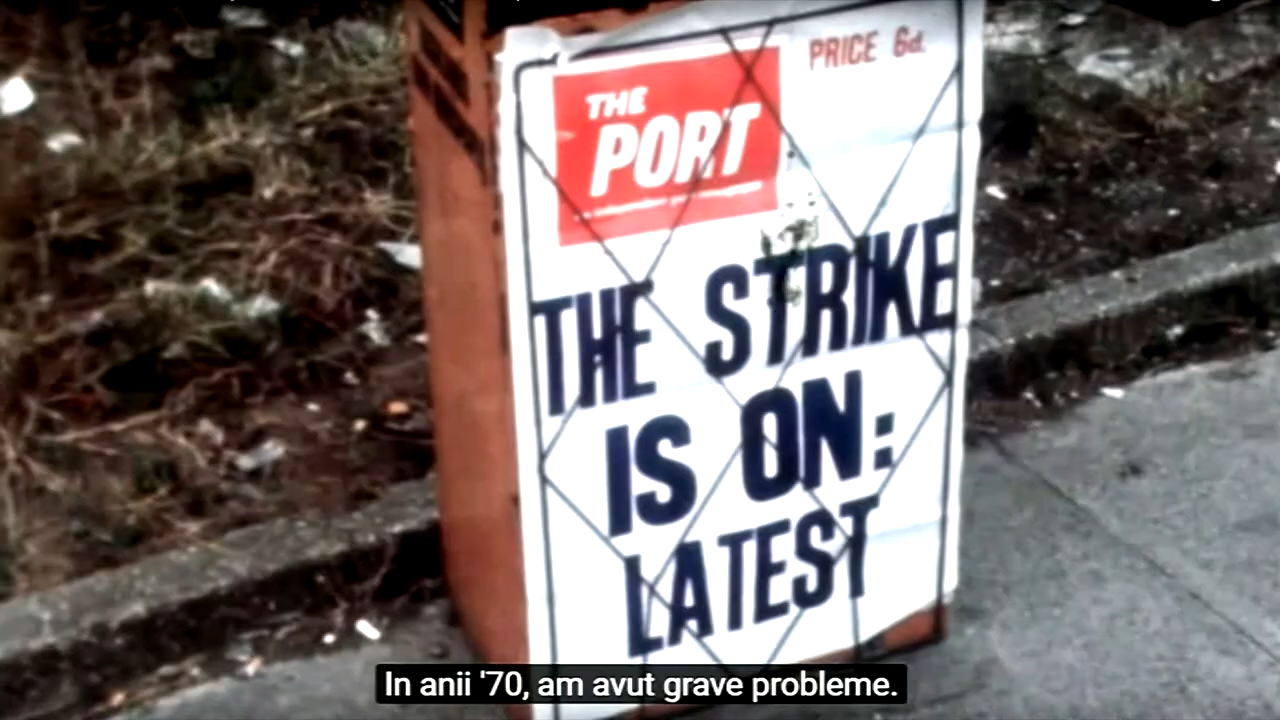 PRICE 6d.
THE
PORT
THE STRIKE
IS ON:
LATEST
In anii '70, am avut grave probleme.